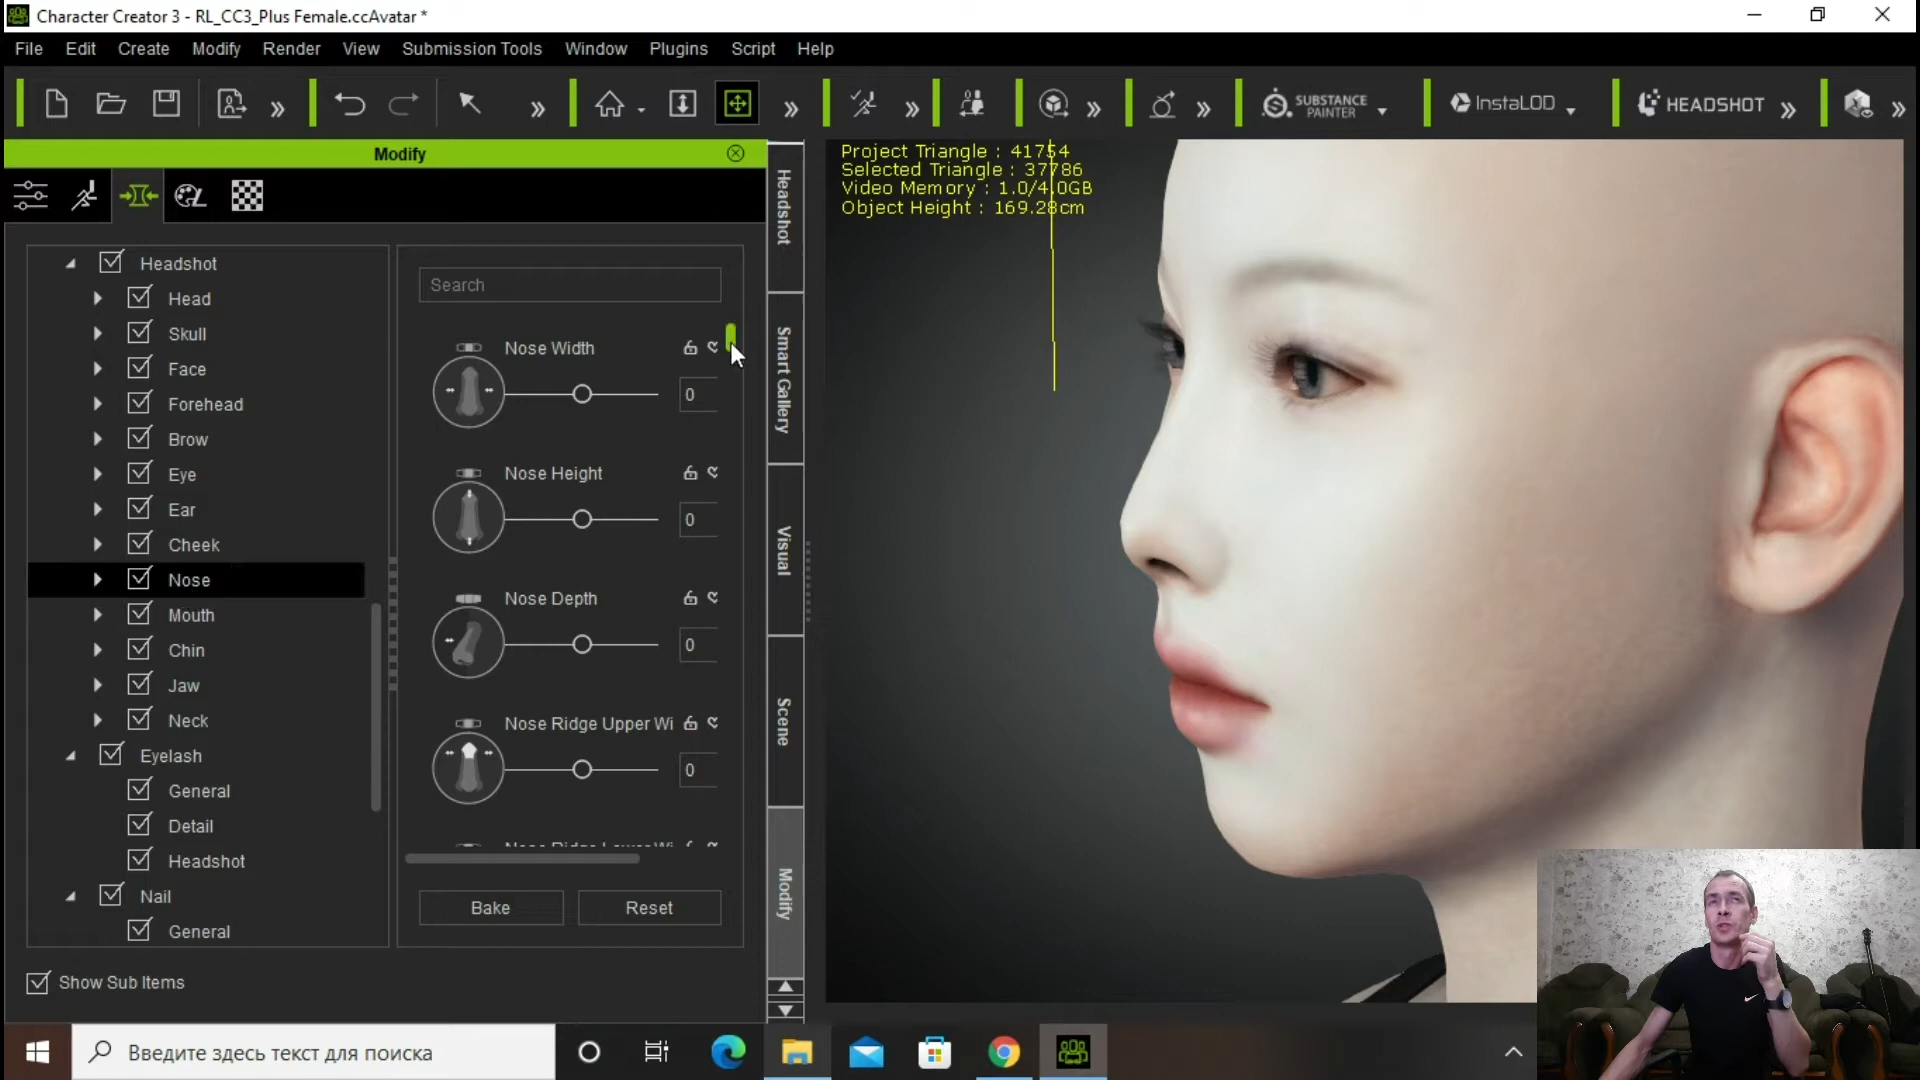 Character Creator 3 - RL_CC3_Plus Female.ccAvatar *
File Edit Create Modify Render View Submission Tools Window Plugins Script Help
SUBSTANCE PAINTER
InstaLOD
HEADSHOT
Modify
Headshot
Head
Skull
Face
Forehead
Brow
Eye
Ear
Cheek
Nose
Mouth
Chin
Jaw
Neck
Eyelash
General
Detail
Headshot
Nail
General
Show Sub Items
Search
Nose Width
0
Nose Height
0
Nose Depth
0
Nose Ridge Upper Wi
0
Bake
Reset
Headshot
Smart Gallery
Visual
Scene
Modify
Project Triangle : 41754
Selected Triangle : 37786
Video Memory : 1.0/4.0GB
Object Height : 169.28cm
Введите здесь текст для поиска